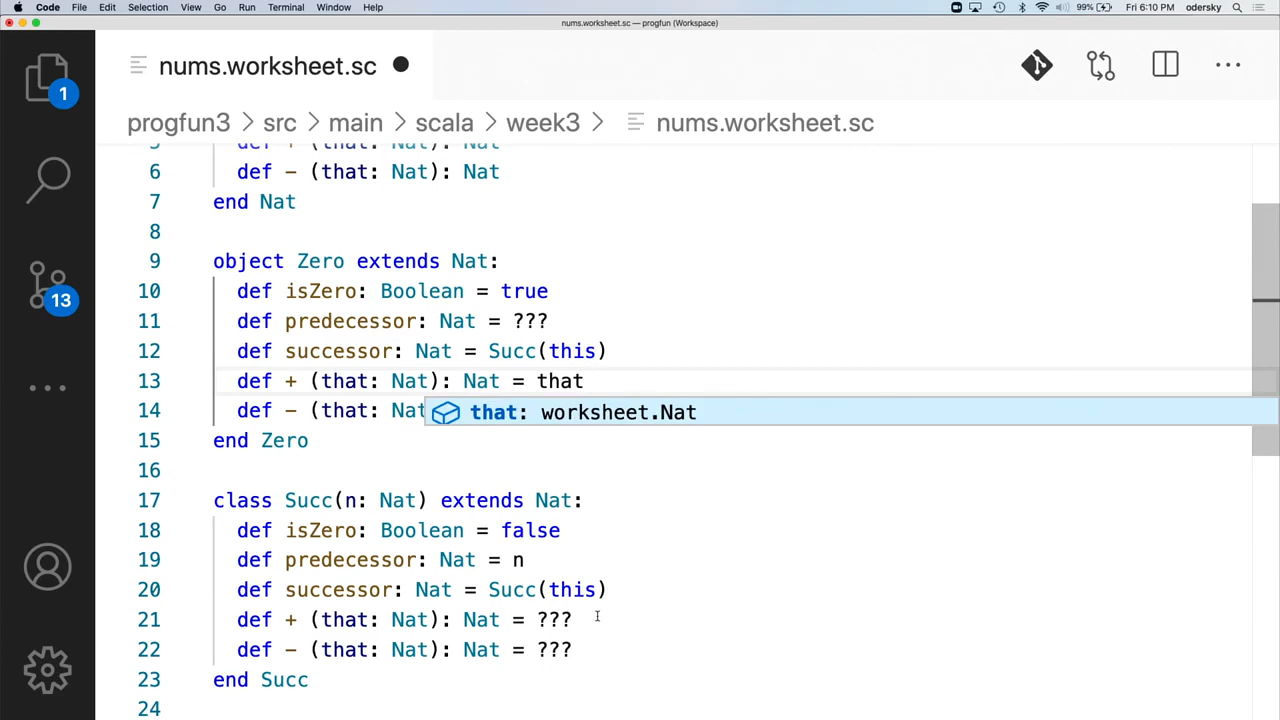 Code File Edit Selection View Go Run Terminal Window Help 99% Fri 6:10 PM odersky
nums.worksheet.sc — progfun (Workspace)
nums.worksheet.sc
1
progfun3 > src > main > scala > week3 > nums.worksheet.sc
5 def + (that: Nat): Nat
6 def - (that: Nat): Nat
7 end Nat
8
9 object Zero extends Nat:
10 def isZero: Boolean = true
11 def predecessor: Nat = ???
12 def successor: Nat = Succ(this)
13 def + (that: Nat): Nat = that
14 def - (that: Nat
that: worksheet.Nat
15 end Zero
16
17 class Succ(n: Nat) extends Nat:
18 def isZero: Boolean = false
19 def predecessor: Nat = n
20 def successor: Nat = Succ(this)
21 def + (that: Nat): Nat = ???
22 def - (that: Nat): Nat = ???
23 end Succ
24
13